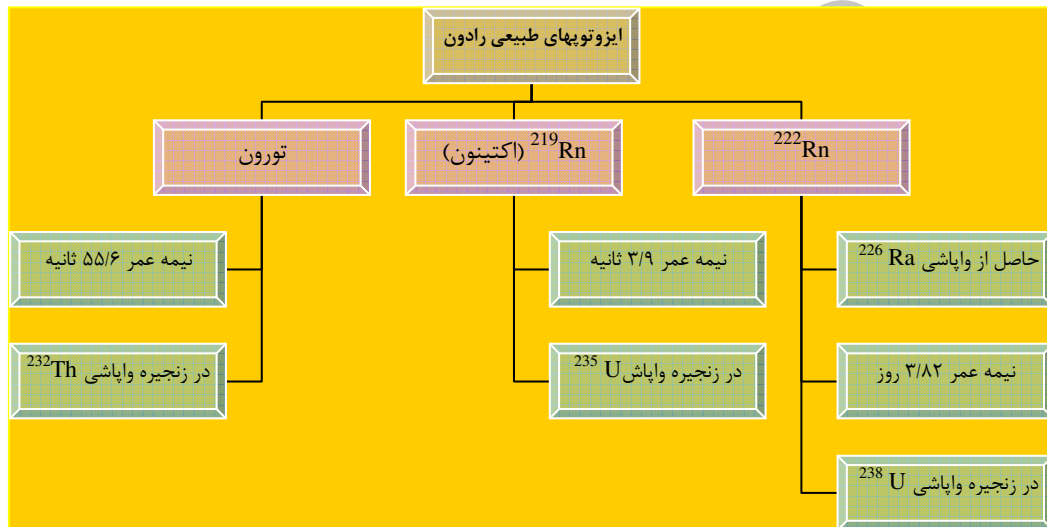 ایزوتوپهای طبیعی رادون
222Rn
219Rn (اکتینون)
تورون
حاصل از واپاشی 226 Ra
نیمه عمر ۳/۹ ثانیه
نیمه عمر ۵۵/۶ ثانیه
نیمه عمر ۳/۸۲ روز
در زنجیره واپاش 235 U
در زنجیره واپاشی 232Th
در زنجیره واپاشی 238 U